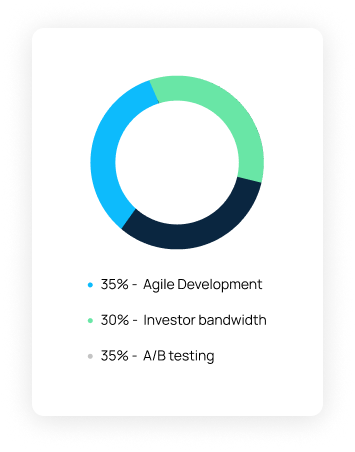 35% - Agile Development
30% - Investor bandwidth
35% - A/B testing